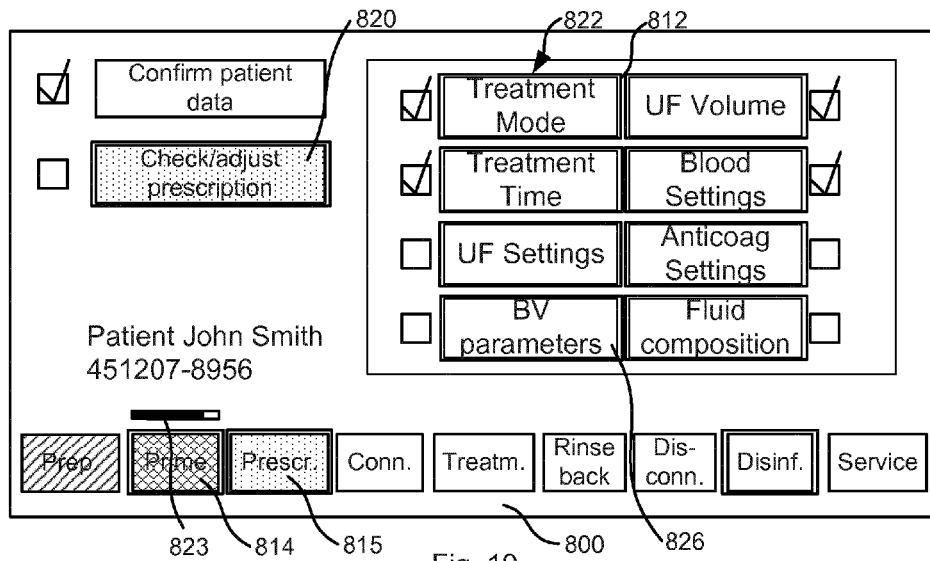 820
822
812
Confirm patient
data
Check/adjust
prescription
Treatment
Mode
UF Volume
Treatment
Time
Blood
Settings
UF Settings
Anticoag
Settings
BV
parameters
Fluid
composition
Patient John Smith
451207-8956
Prep
Prime
Prescr.
Conn.
Treatm.
Rinse
back
Dis-
conn.
Disinf.
Service
823
814
815
800
826